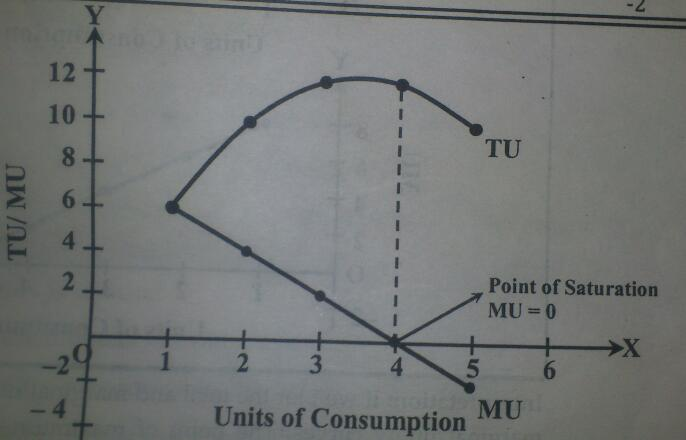 -2
Y
12
10
8
6
4
2
O
-2
-4
TU/ MU
TU
Point of Saturation
MU = 0
X
1 2 3 4 5 6
MU
Units of Consumption